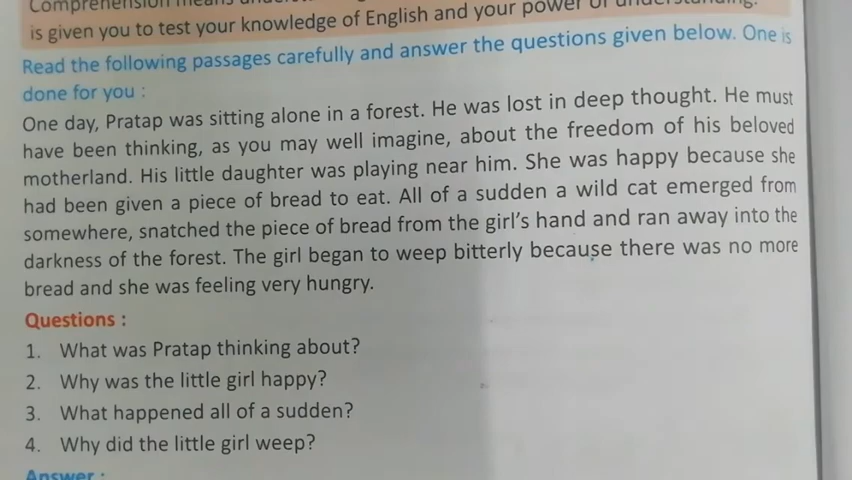 Comprehension means
is given you to test your knowledge of English and your power of understanding.
Read the following passages carefully and answer the questions given below. One is
done for you :
One day, Pratap was sitting alone in a forest. He was lost in deep thought. He must
have been thinking, as you may well imagine, about the freedom of his beloved
motherland. His little daughter was playing near him. She was happy because she
had been given a piece of bread to eat. All of a sudden a wild cat emerged from
somewhere, snatched the piece of bread from the girl's hand and ran away into the
darkness of the forest. The girl began to weep bitterly because there was no more
bread and she was feeling very hungry.
Questions :
1. What was Pratap thinking about?
2. Why was the little girl happy?
3. What happened all of a sudden?
4. Why did the little girl weep?
Answer :